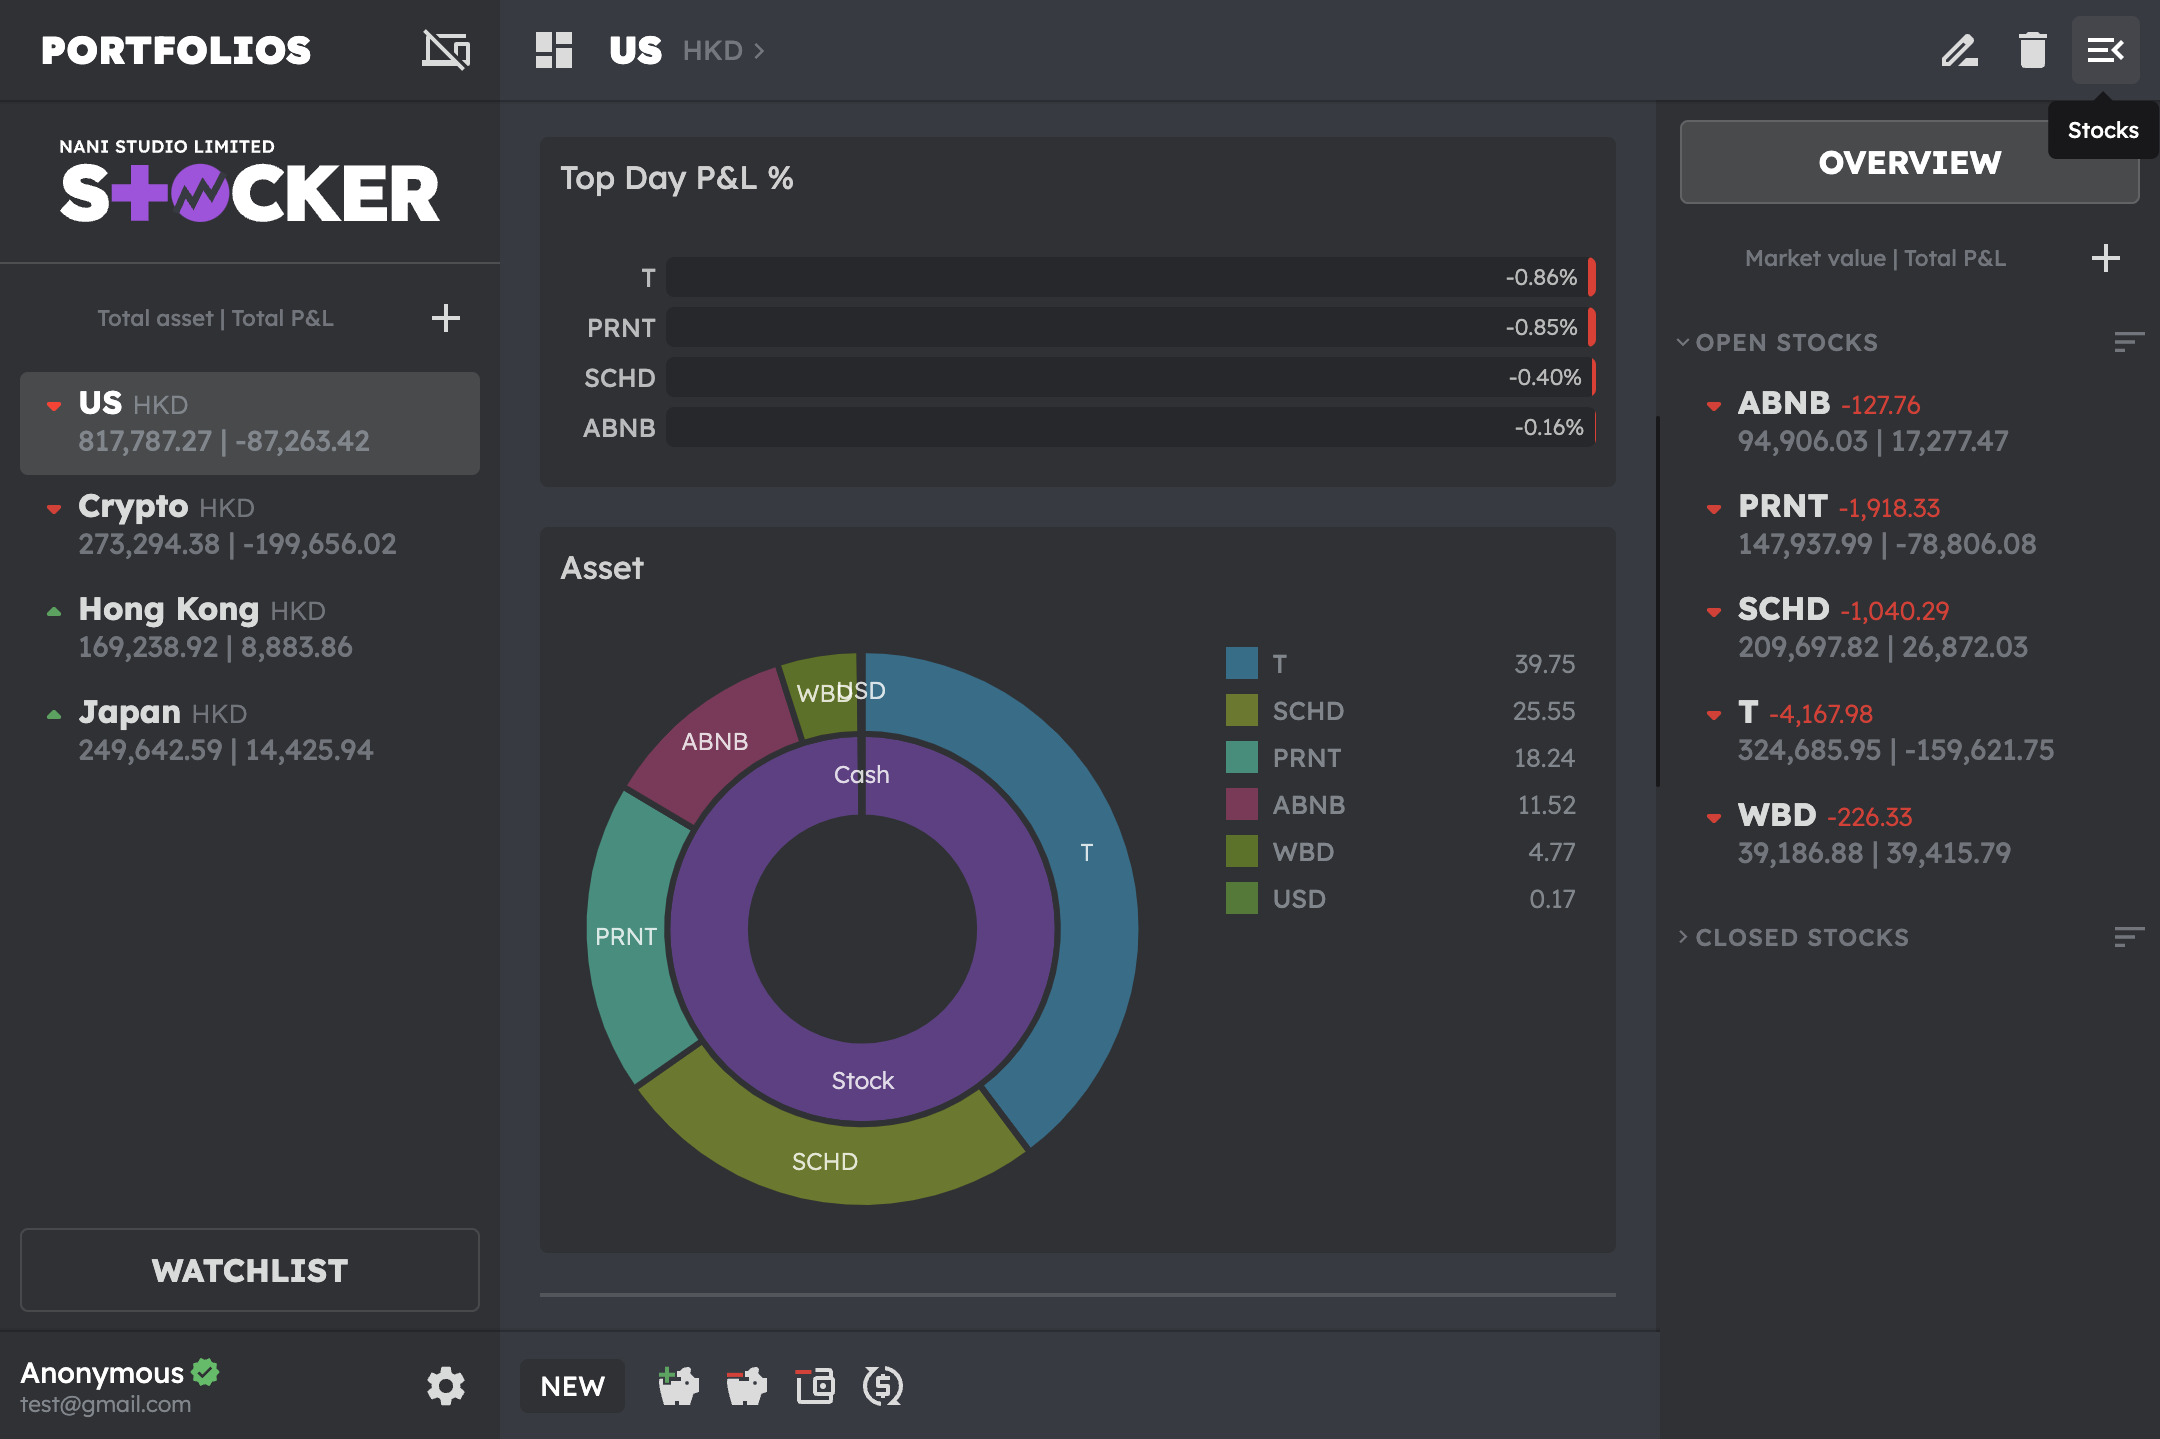 PORTFOLIOS
NANI STUDIO LIMITED
STOCKER
Total asset | Total P&L
US HKD
817,787.27 | -87,263.42
Crypto HKD
273,294.38 | -199,656.02
Hong Kong HKD
169,238.92 | 8,883.86
Japan HKD
249,642.59 | 14,425.94
WATCHLIST
Anonymous
test@gmail.com
US HKD >
Top Day P&L %
T -0.86%
PRNT -0.85%
SCHD -0.40%
ABNB -0.16%
Asset
WBD
USD
ABNB
Cash
T
PRNT
Stock
SCHD
T 39.75
SCHD 25.55
PRNT 18.24
ABNB 11.52
WBD 4.77
USD 0.17
NEW
Stocks
OVERVIEW
Market value | Total P&L
OPEN STOCKS
ABNB -127.76
94,906.03 | 17,277.47
PRNT -1,918.33
147,937.99 | -78,806.08
SCHD -1,040.29
209,697.82 | 26,872.03
T -4,167.98
324,685.95 | -159,621.75
WBD -226.33
39,186.88 | 39,415.79
CLOSED STOCKS